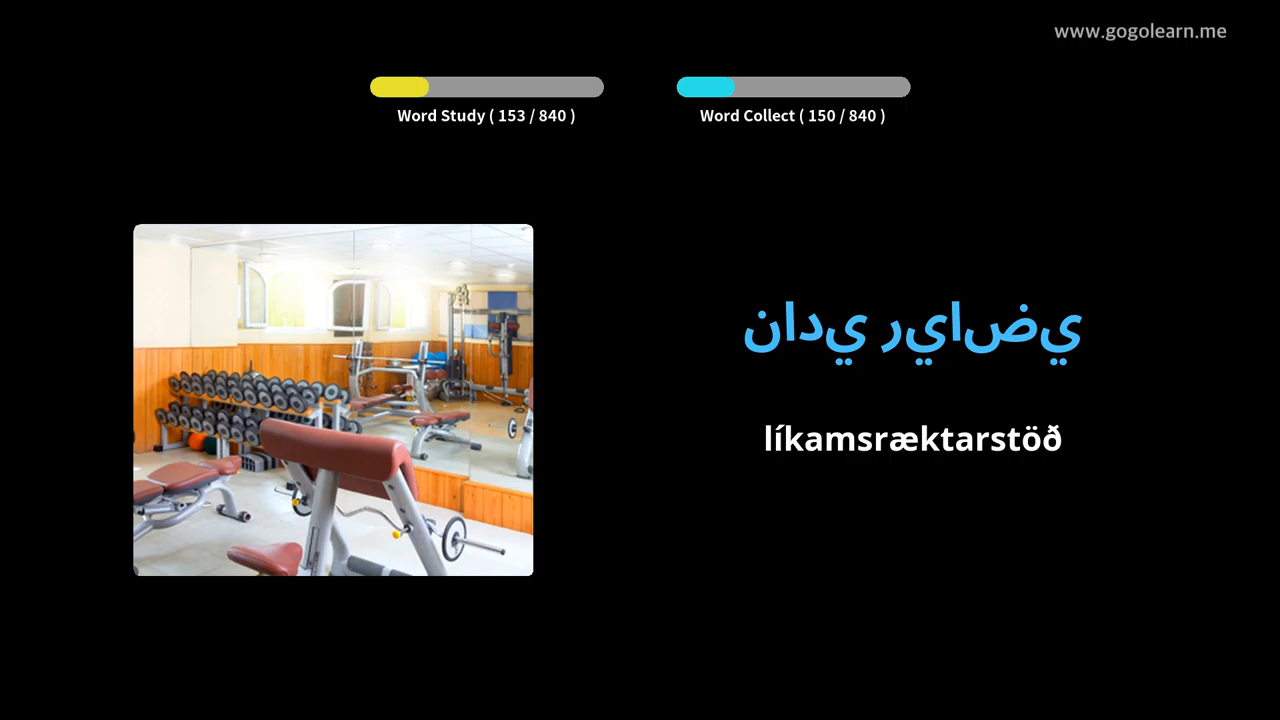 www.gogolearn.me
Word Study ( 153 / 840 )
Word Collect ( 150 / 840 )
نادي رياضي
líkamsræktarstöð